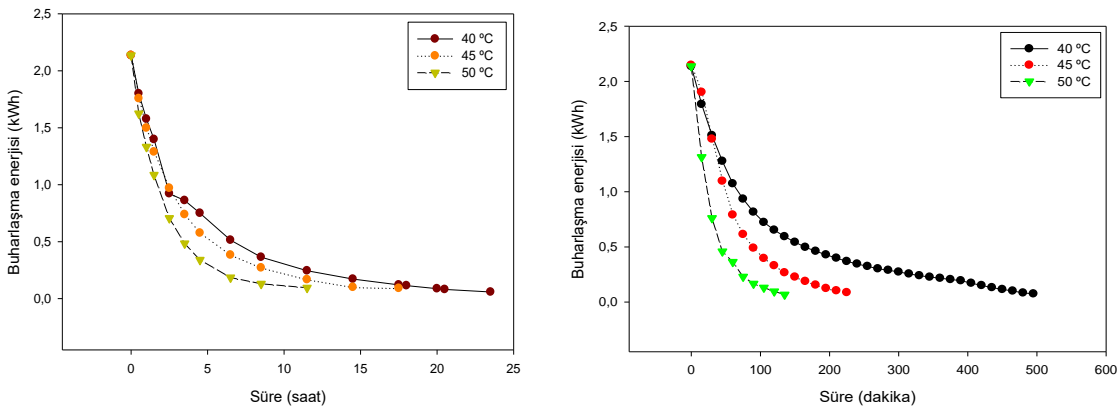 2,5
2,0
1,5
1,0
0,5
0,0
Buharlaşma enerjisi (kWh)
40 ºC
45 ºC
50 ºC
0 5 10 15 20 25
Süre (saat)
2,5
2,0
1,5
1,0
0,5
0,0
Buharlaşma enerjisi (kWh)
40 ºC
45 ºC
50 ºC
0 100 200 300 400 500 600
Süre (dakika)